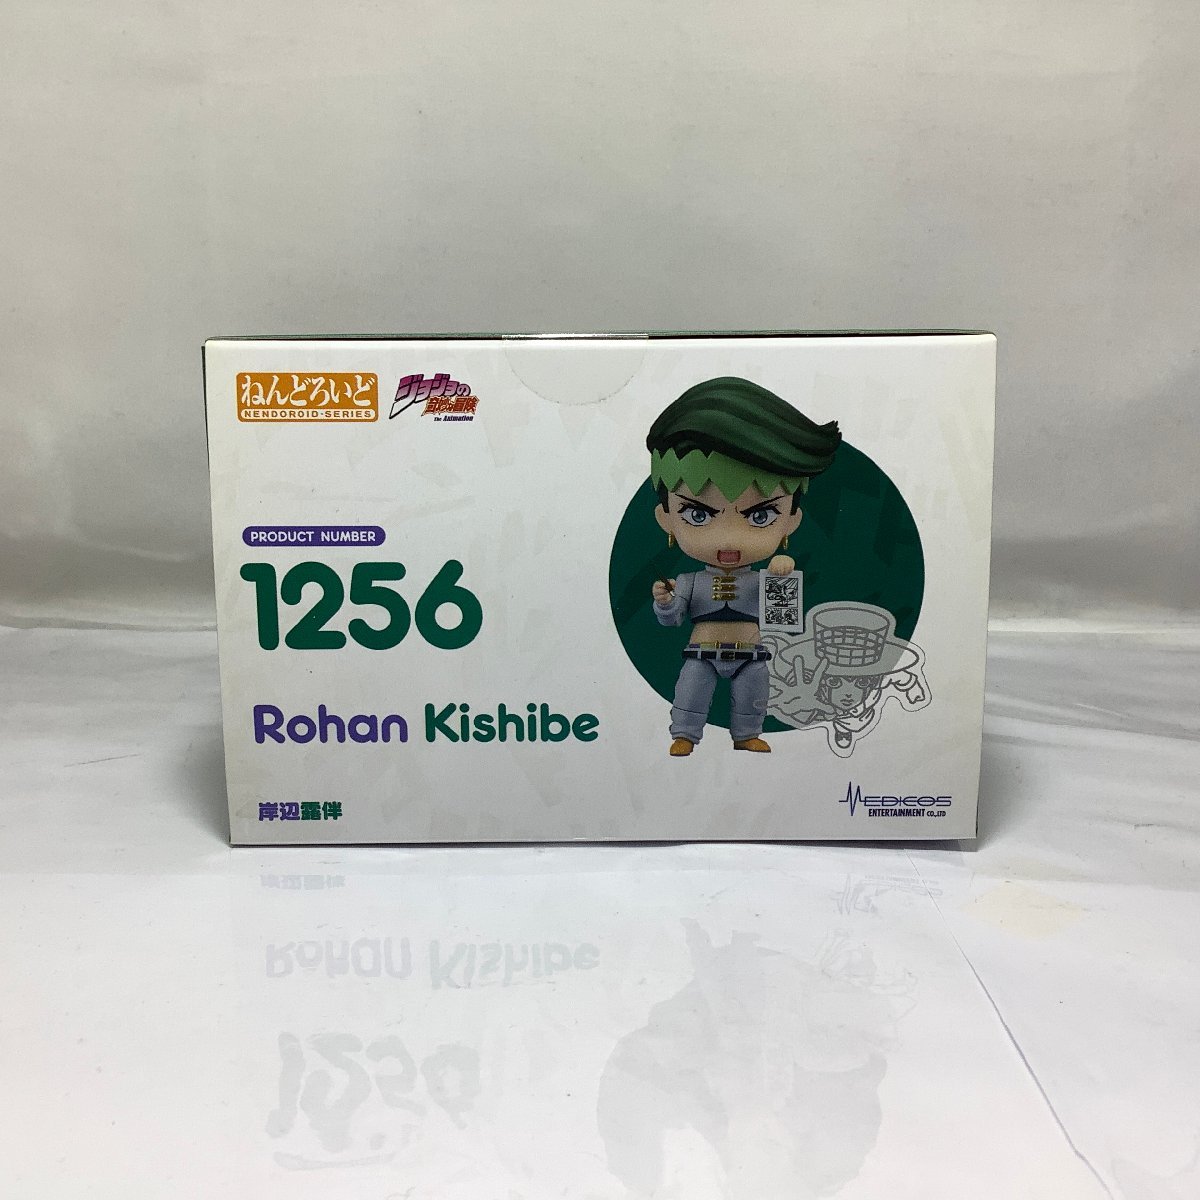 ねんどろいど
NENDOROID-SERIES
ジョジョの
奇妙な冒険
The Animation
PRODUCT NUMBER
1256
Rohan Kishibe
岸辺露伴
MEDICOS
ENTERTAINMENT CO.,LTD